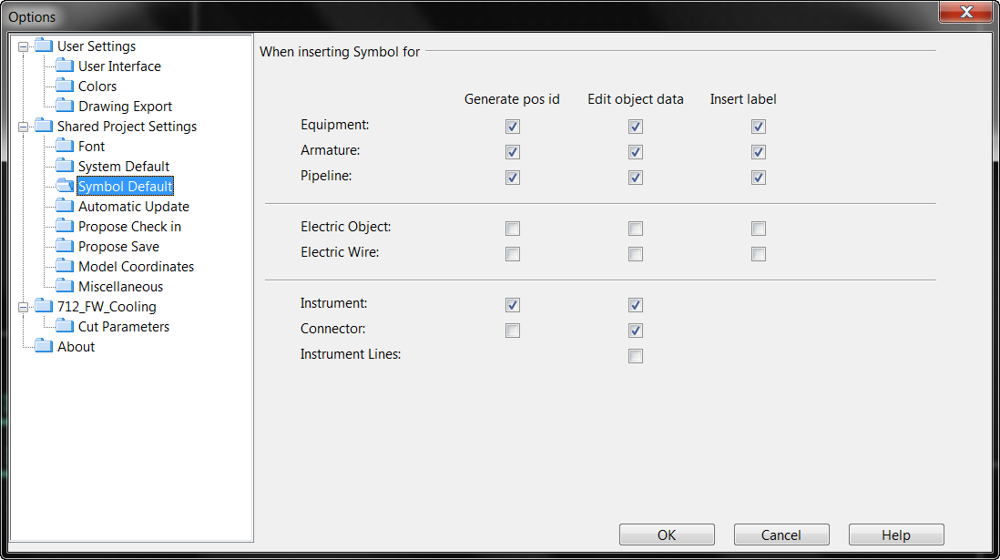 Options
User Settings
User Interface
Colors
Drawing Export
Shared Project Settings
Font
System Default
Symbol Default
Automatic Update
Propose Check in
Propose Save
Model Coordinates
Miscellaneous
712_FW_Cooling
Cut Parameters
About
When inserting Symbol for
Generate pos id Edit object data Insert label
Equipment:
Armature:
Pipeline:
Electric Object:
Electric Wire:
Instrument:
Connector:
Instrument Lines:
OK Cancel Help